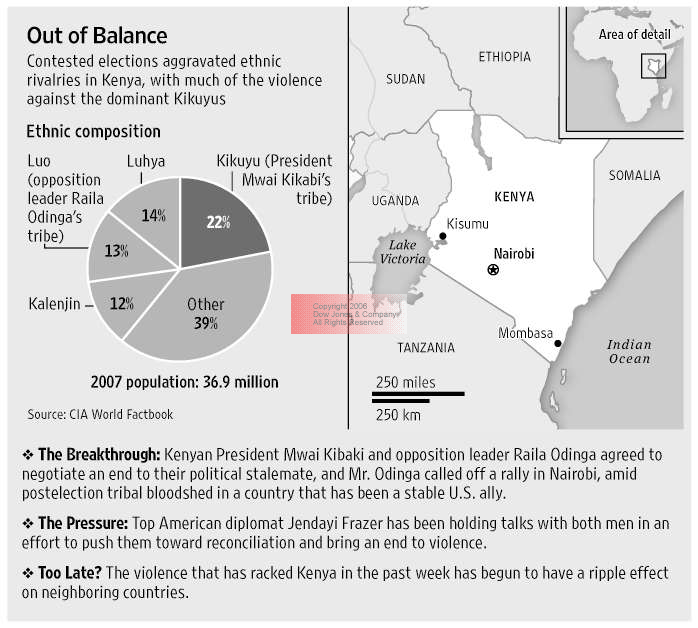 Out of Balance
Contested elections aggravated ethnic
rivalries in Kenya, with much of the violence
against the dominant Kikuyus
Ethnic composition
Luo
(opposition
leader Raila
Odinga's
tribe)
Luhya
Kikuyu (President
Mwai Kikabi's
tribe)
14%
22%
13%
Kalenjin
12%
Other
39%
2007 population: 36.9 million
Source: CIA World Factbook
Area of detail
ETHIOPIA
SUDAN
SOMALIA
UGANDA
KENYA
Kisumu
Lake
Victoria
Nairobi
Mombasa
TANZANIA
Indian
Ocean
250 miles
250 km
Copyright 2008
Dow Jones & Company
All Rights Reserved
❖ The Breakthrough: Kenyan President Mwai Kibaki and opposition leader Raila Odinga agreed to
negotiate an end to their political stalemate, and Mr. Odinga called off a rally in Nairobi, amid
postelection tribal bloodshed in a country that has been a stable U.S. ally.
❖ The Pressure: Top American diplomat Jendayi Frazer has been holding talks with both men in an
effort to push them toward reconciliation and bring an end to violence.
❖ Too Late? The violence that has racked Kenya in the past week has begun to have a ripple effect
on neighboring countries.